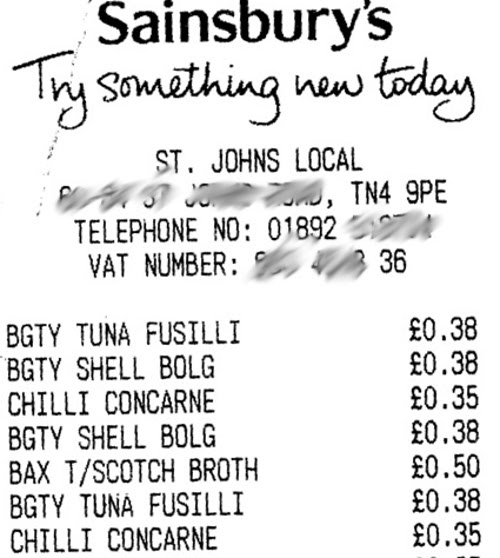 Sainsbury's
Try something new today
ST. JOHNS LOCAL
, TN4 9PE
TELEPHONE NO: 01892
VAT NUMBER: 36
BGTY TUNA FUSILLI £0.38
BGTY SHELL BOLG £0.38
CHILLI CONCARNE £0.35
BGTY SHELL BOLG £0.38
BAX T/SCOTCH BROTH £0.50
BGTY TUNA FUSILLI £0.38
CHILLI CONCARNE £0.35